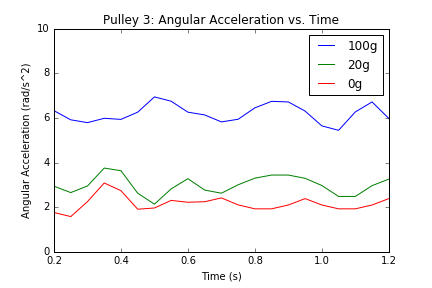 Pulley 3: Angular Acceleration vs. Time
10
8
6
4
2
0
Angular Acceleration (rad/s^2)
100g
20g
0g
0.2 0.4 0.6 0.8 1.0 1.2
Time (s)